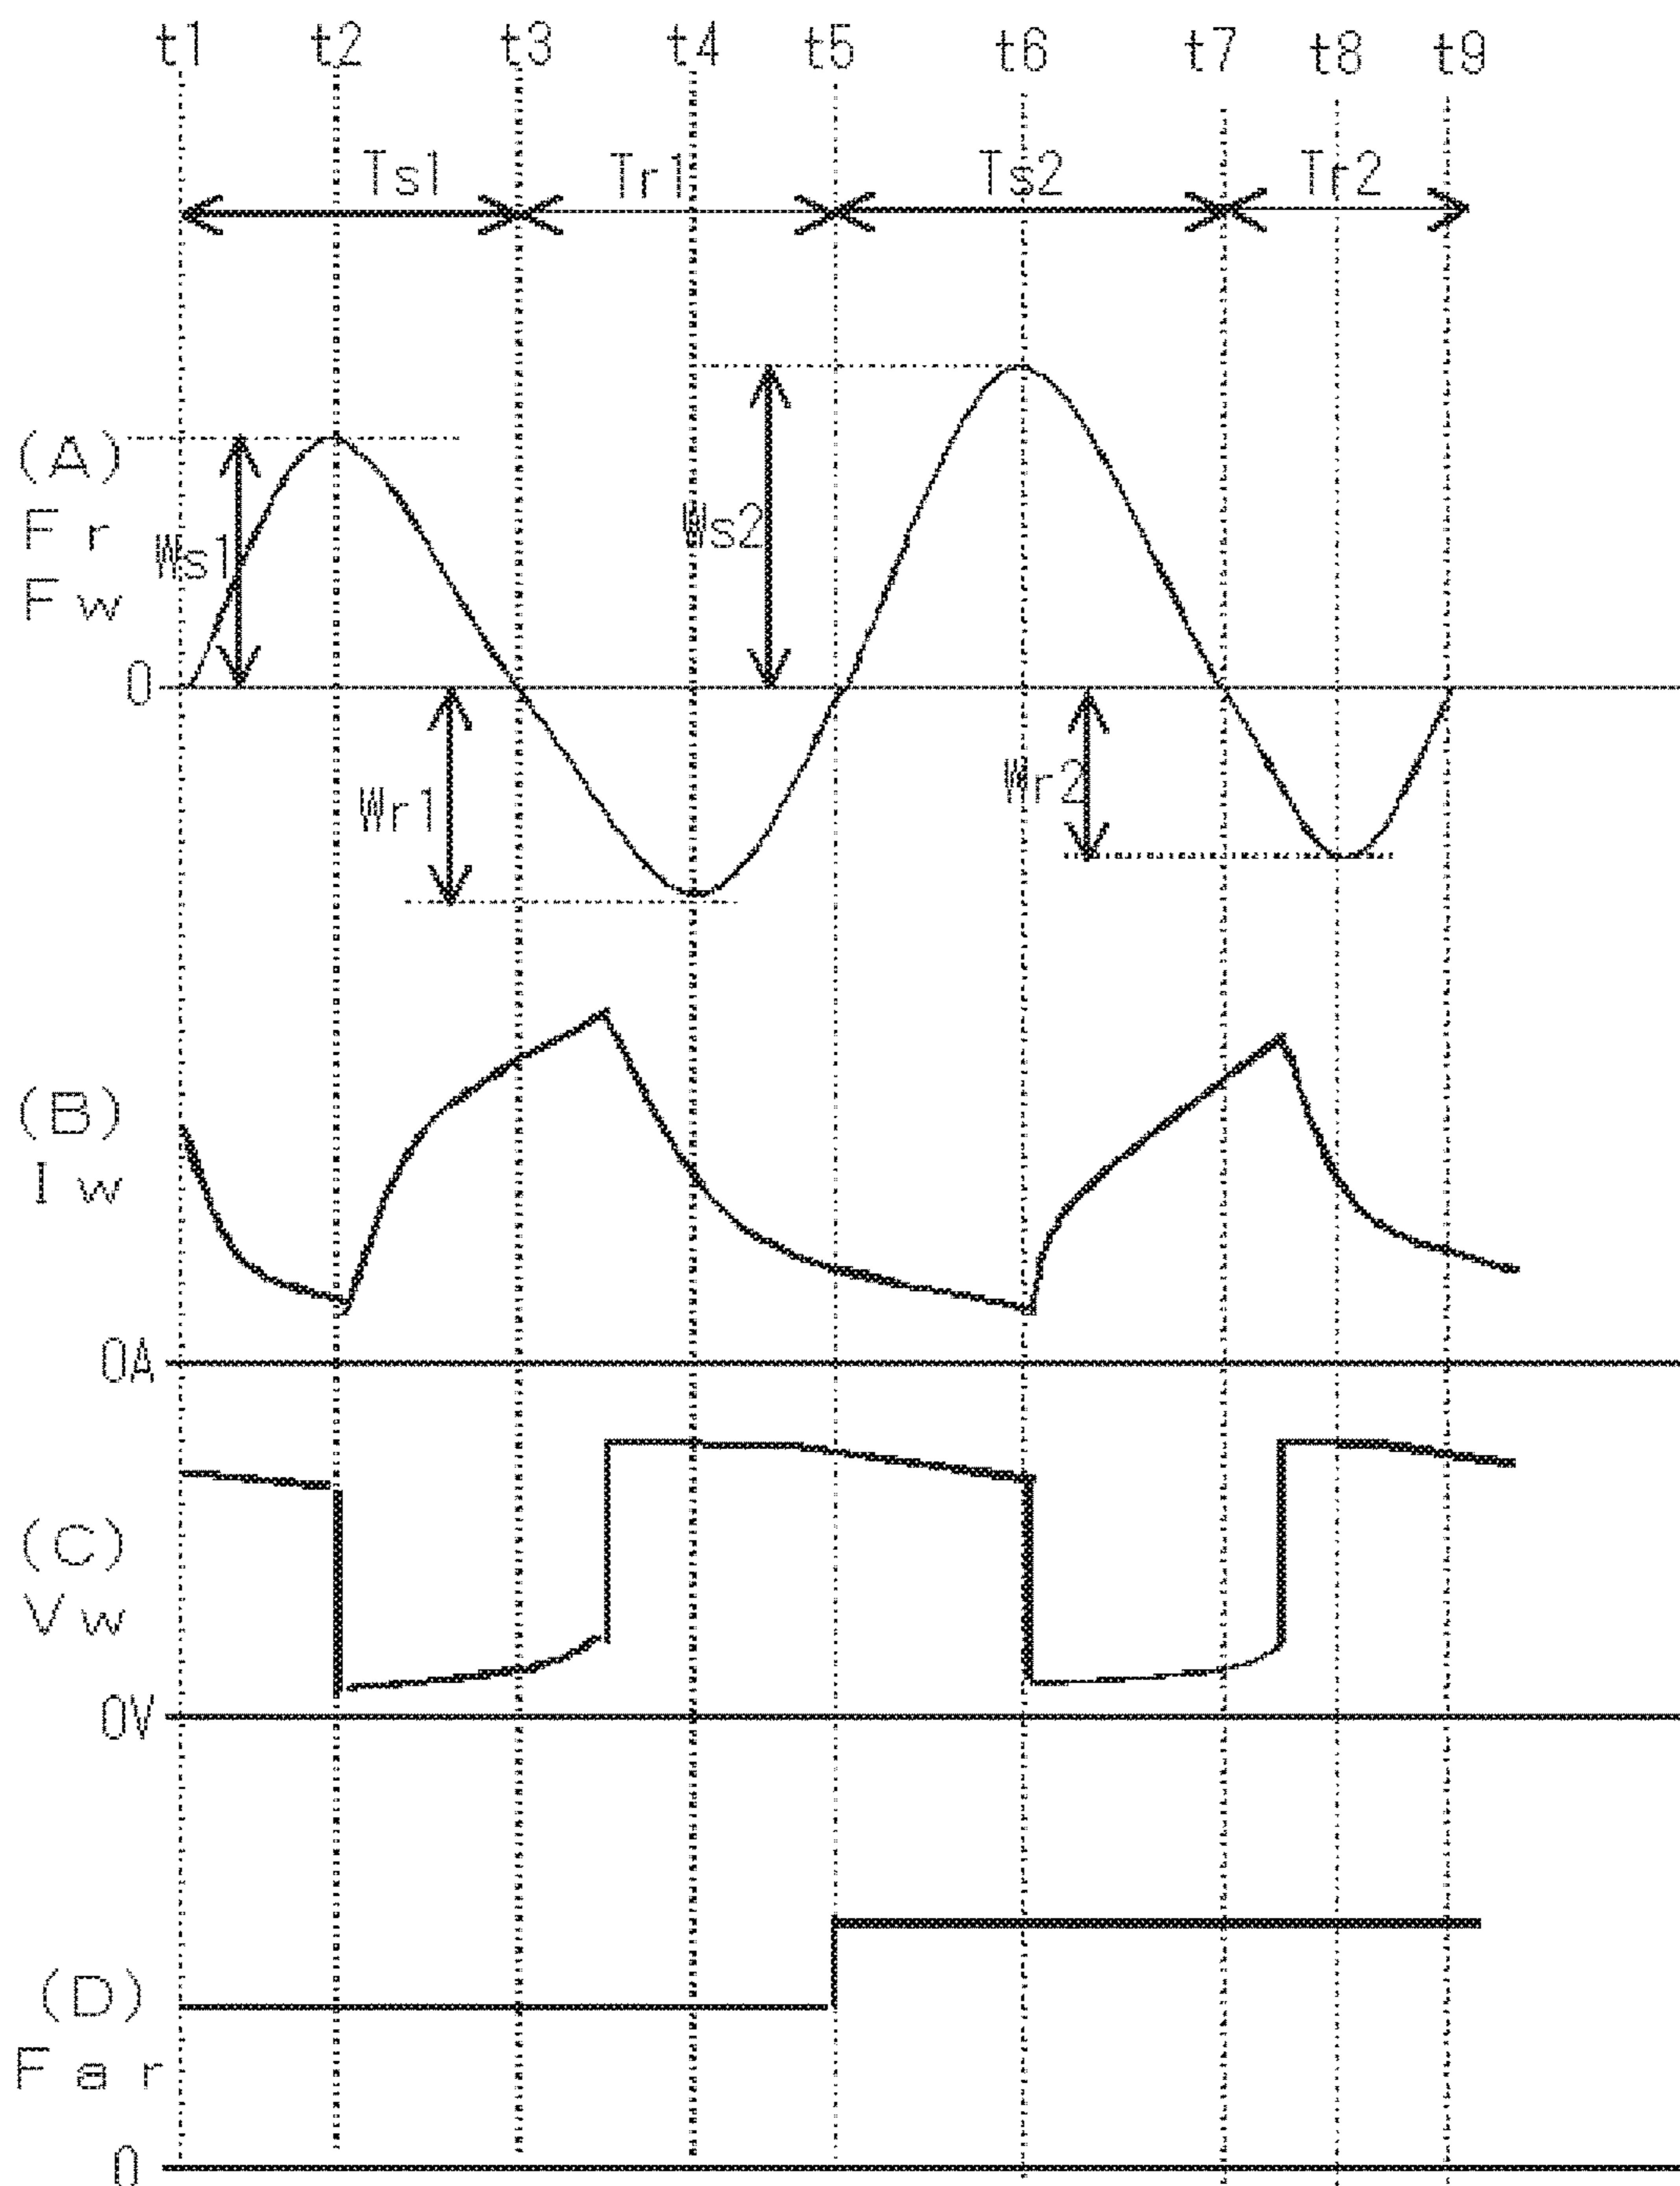 t1 t2 t3 t4 t5 t6 t7 t8 t9
Ts1 Tr1 Ts2 Tr2
(A)
Fr
Fw
Ws1
Ws2
0
Wr1
Wr2
(B)
Iw
0A
(C)
Vw
0V
(D)
Far
0